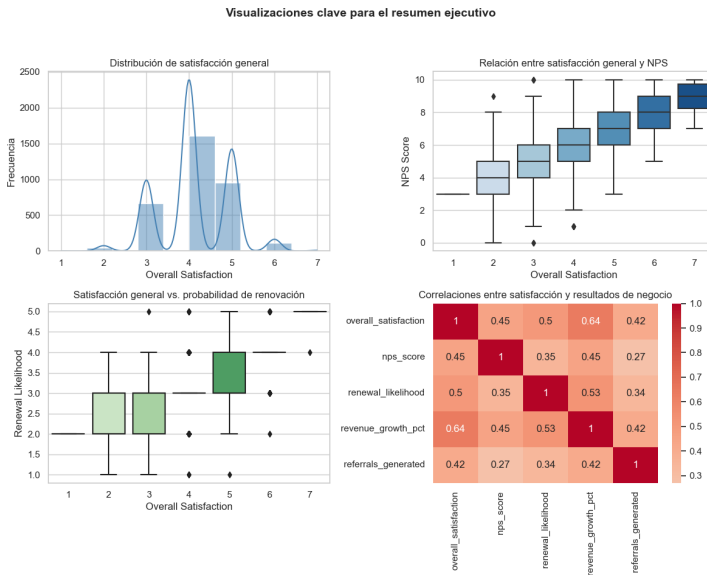 Visualizaciones clave para el resumen ejecutivo
Distribución de satisfacción general
2500
2000
1500
1000
500
0
Frecuencia
1 2 3 4 5 6 7
Overall Satisfaction
Relación entre satisfacción general y NPS
10
8
6
4
2
0
NPS Score
1 2 3 4 5 6 7
Overall Satisfaction
Satisfacción general vs. probabilidad de renovación
5.0
4.5
4.0
3.5
3.0
2.5
2.0
1.5
1.0
Renewal Likelihood
1 2 3 4 5 6 7
Overall Satisfaction
Correlaciones entre satisfacción y resultados de negocio
overall_satisfaction 1 0.45 0.5 0.64 0.42
nps_score 0.45 1 0.35 0.45 0.27
renewal_likelihood 0.5 0.35 1 0.53 0.34
revenue_growth_pct 0.64 0.45 0.53 1 0.42
referrals_generated 0.42 0.27 0.34 0.42 1
overall_satisfaction
nps_score
renewal_likelihood
revenue_growth_pct
referrals_generated
1.0
0.9
0.8
0.7
0.6
0.5
0.4
0.3